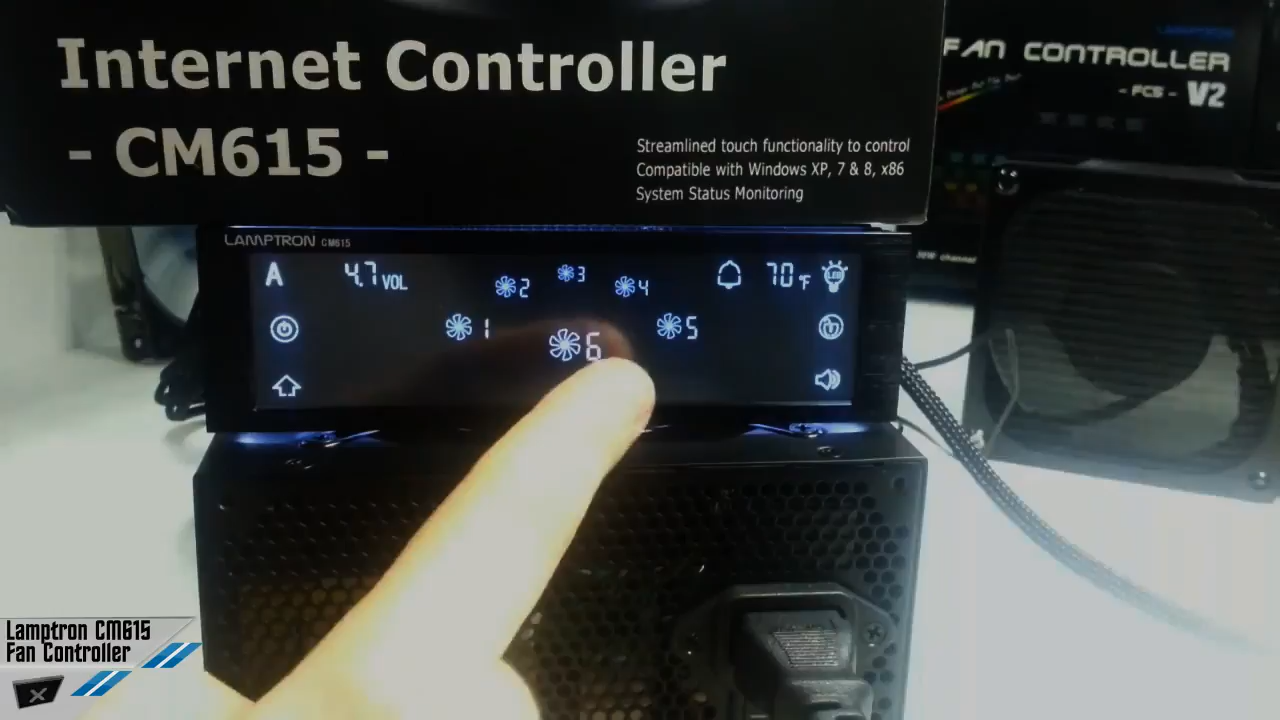 Internet Controller
- CM615 -
Streamlined touch functionality to control
Compatible with Windows XP, 7 & 8, x86
System Status Monitoring
FAN CONTROLLER
- FC5 - V2
LAMPTRON CM615
A 4.7 VOL 2 3 4 70°F LED
1 6 5
Lamptron CM615
Fan Controller
X